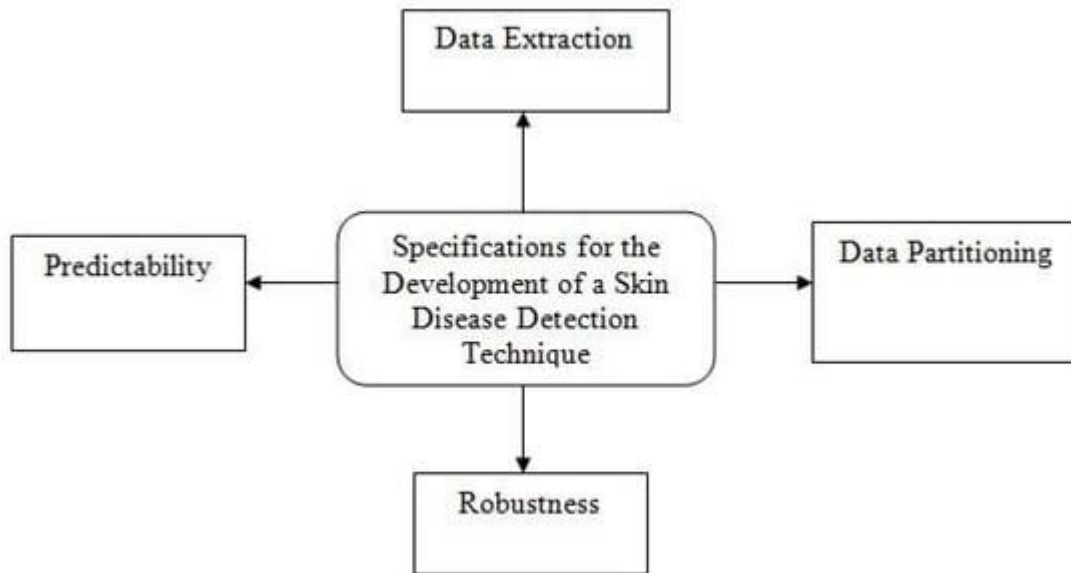 Data Extraction
Predictability
Specifications for the
Development of a Skin
Disease Detection
Technique
Data Partitioning
Robustness